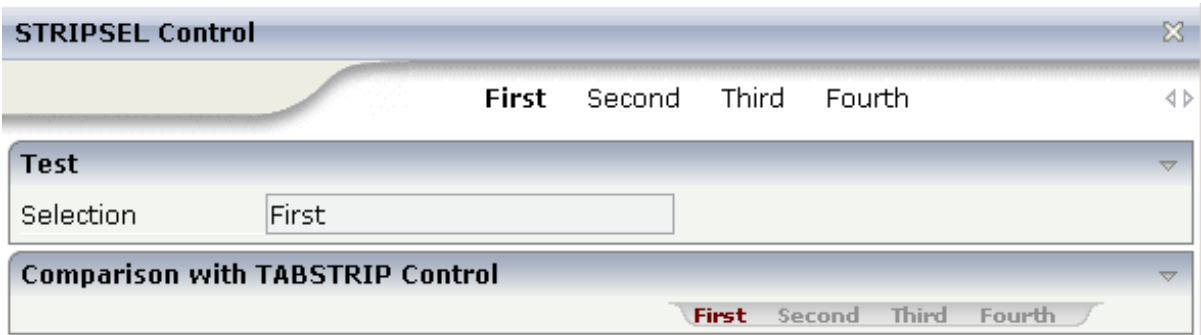 STRIPSEL Control
First Second Third Fourth
Test
Selection First
Comparison with TABSTRIP Control
First Second Third Fourth